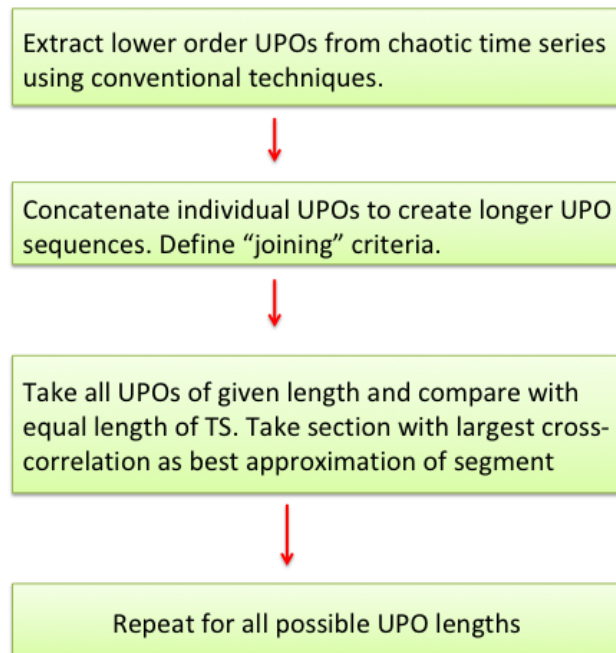 Extract lower order UPOs from chaotic time series
using conventional techniques.
Concatenate individual UPOs to create longer UPO
sequences. Define “joining” criteria.
Take all UPOs of given length and compare with
equal length of TS. Take section with largest cross-
correlation as best approximation of segment
Repeat for all possible UPO lengths